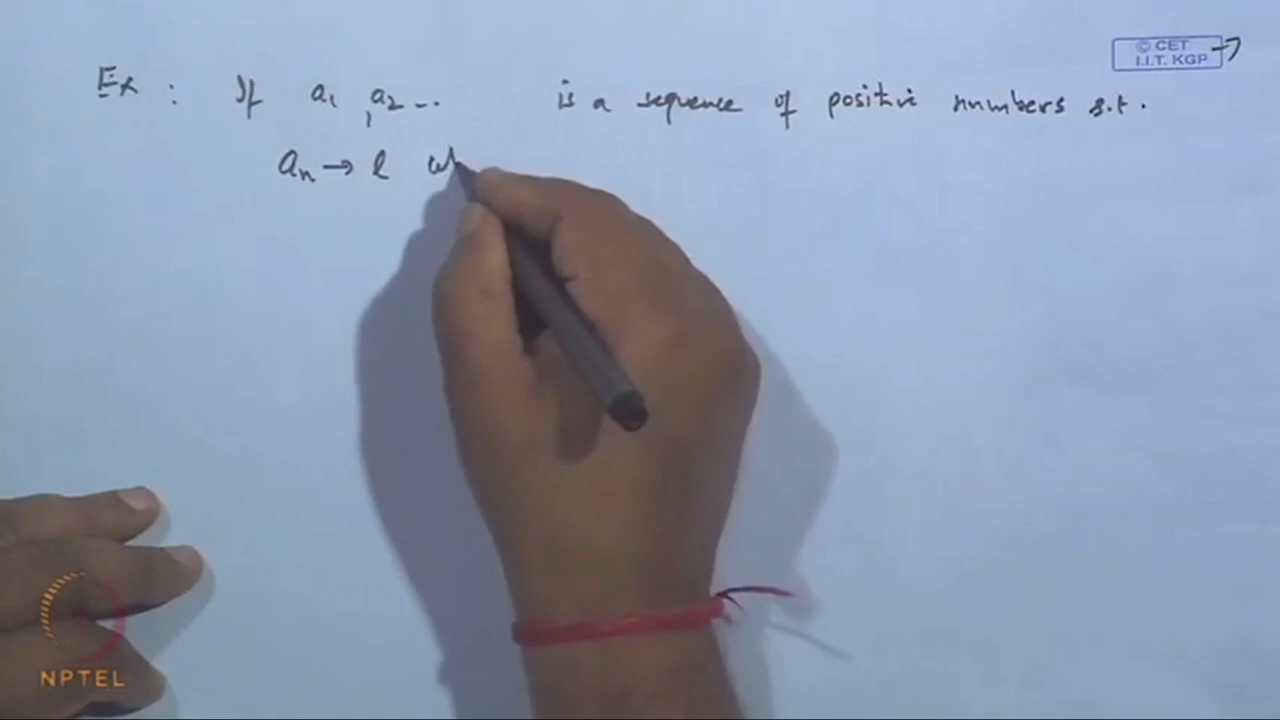 © CET
I.I.T. KGP
Ex : If a₁, a₂ -.. is a sequence of positive numbers s.t.
aₙ → l
NPTEL